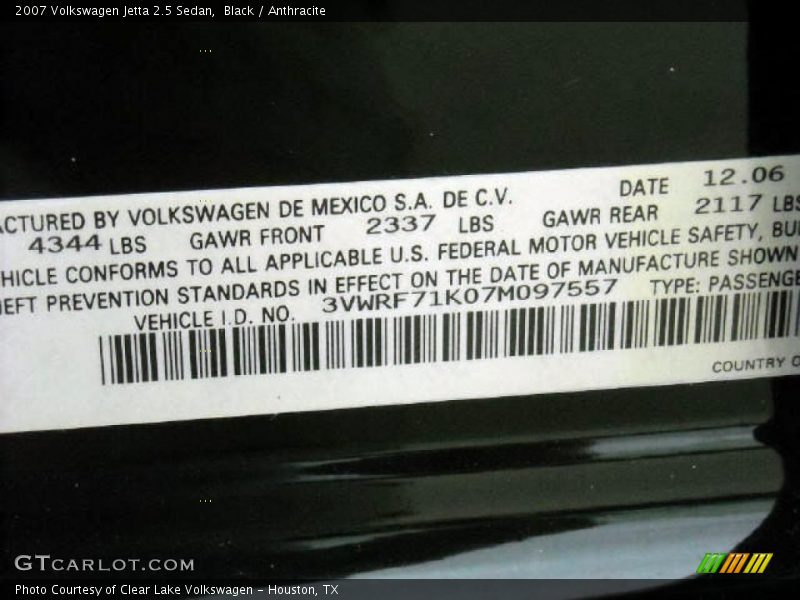 2007 Volkswagen Jetta 2.5 Sedan, Black / Anthracite
ACTURED BY VOLKSWAGEN DE MEXICO S.A. DE C.V. DATE 12.06
4344 LBS GAWR FRONT 2337 LBS GAWR REAR 2117 LBS
HICLE CONFORMS TO ALL APPLICABLE U.S. FEDERAL MOTOR VEHICLE SAFETY, BU
EFT PREVENTION STANDARDS IN EFFECT ON THE DATE OF MANUFACTURE SHOWN
VEHICLE I.D. NO. 3VWRF71K07M097557 TYPE: PASSENGE
COUNTRY O
GTCARLOT.COM
Photo Courtesy of Clear Lake Volkswagen - Houston, TX